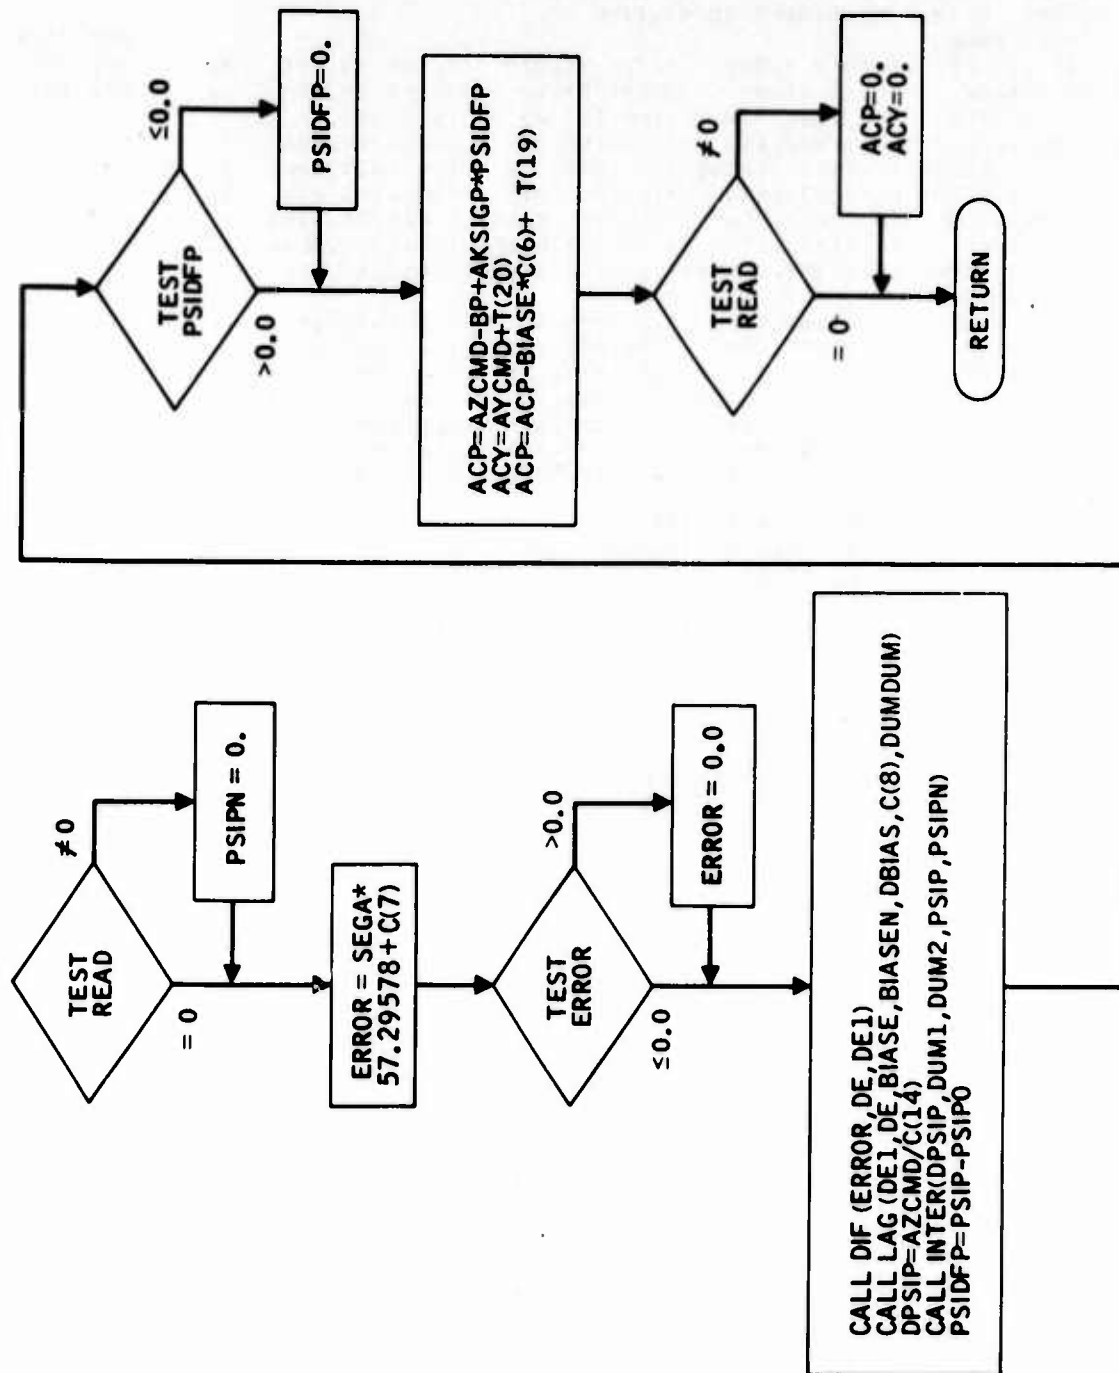 TEST
READ
≠0
= 0
PSIPN = 0.
ERROR = SEGA*
57.29578+C(7)
TEST
ERROR
>0.0
≤0.0
ERROR = 0.0
CALL DIF (ERROR,DE,DE1)
CALL LAG (DE1,DE,BIASE,BIASEN,DBIAS,C(8),DUMDUM)
DPSIP=AZCMD/C(14)
CALL INTER(DPSIP,DUM1,DUM2,PSIP,PSIPN)
PSIDFP=PSIP-PSIPO
TEST
PSIDFP
≤0.0
>0.0
PSIDFP=0.
ACP=AZCMD-BP+AKSIGP*PSIDFP
ACY=AYCMD+T(20)
ACP=ACP-BIASE*C(6)+ T(19)
TEST
READ
≠0
= 0
ACP=0.
ACY=0.
RETURN